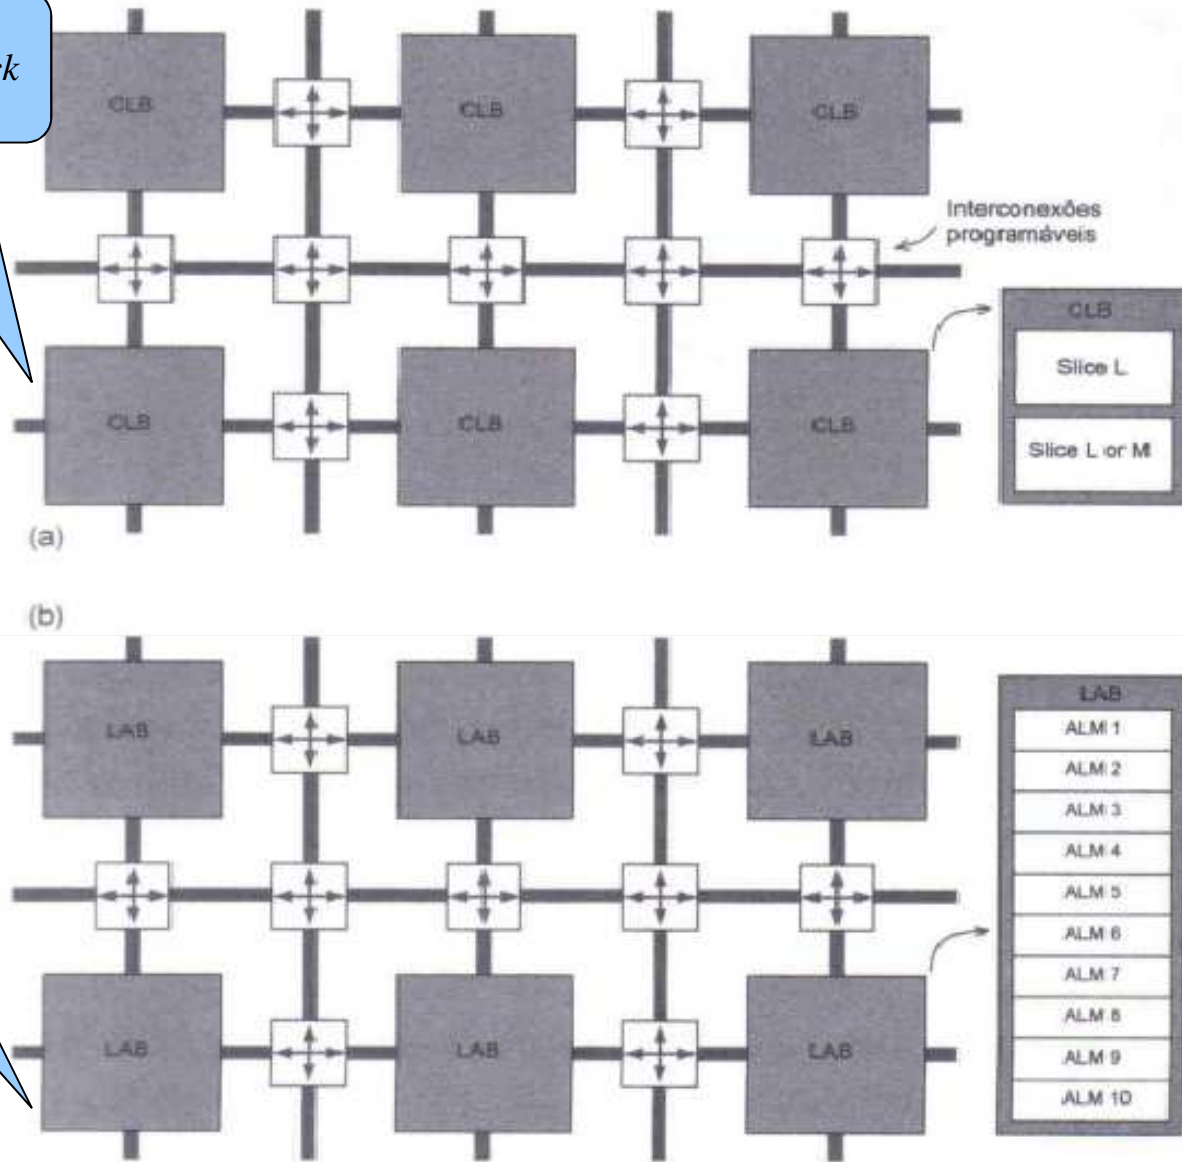 CLB
CLB
CLB
Interconexões
programáveis
CLB
Slice L
Slice L or M
CLB
CLB
CLB
(a)
(b)
LAB
LAB
LAB
LAB
ALM 1
ALM 2
ALM 3
ALM 4
ALM 5
ALM 6
ALM 7
ALM 8
ALM 9
ALM 10
LAB
LAB
LAB